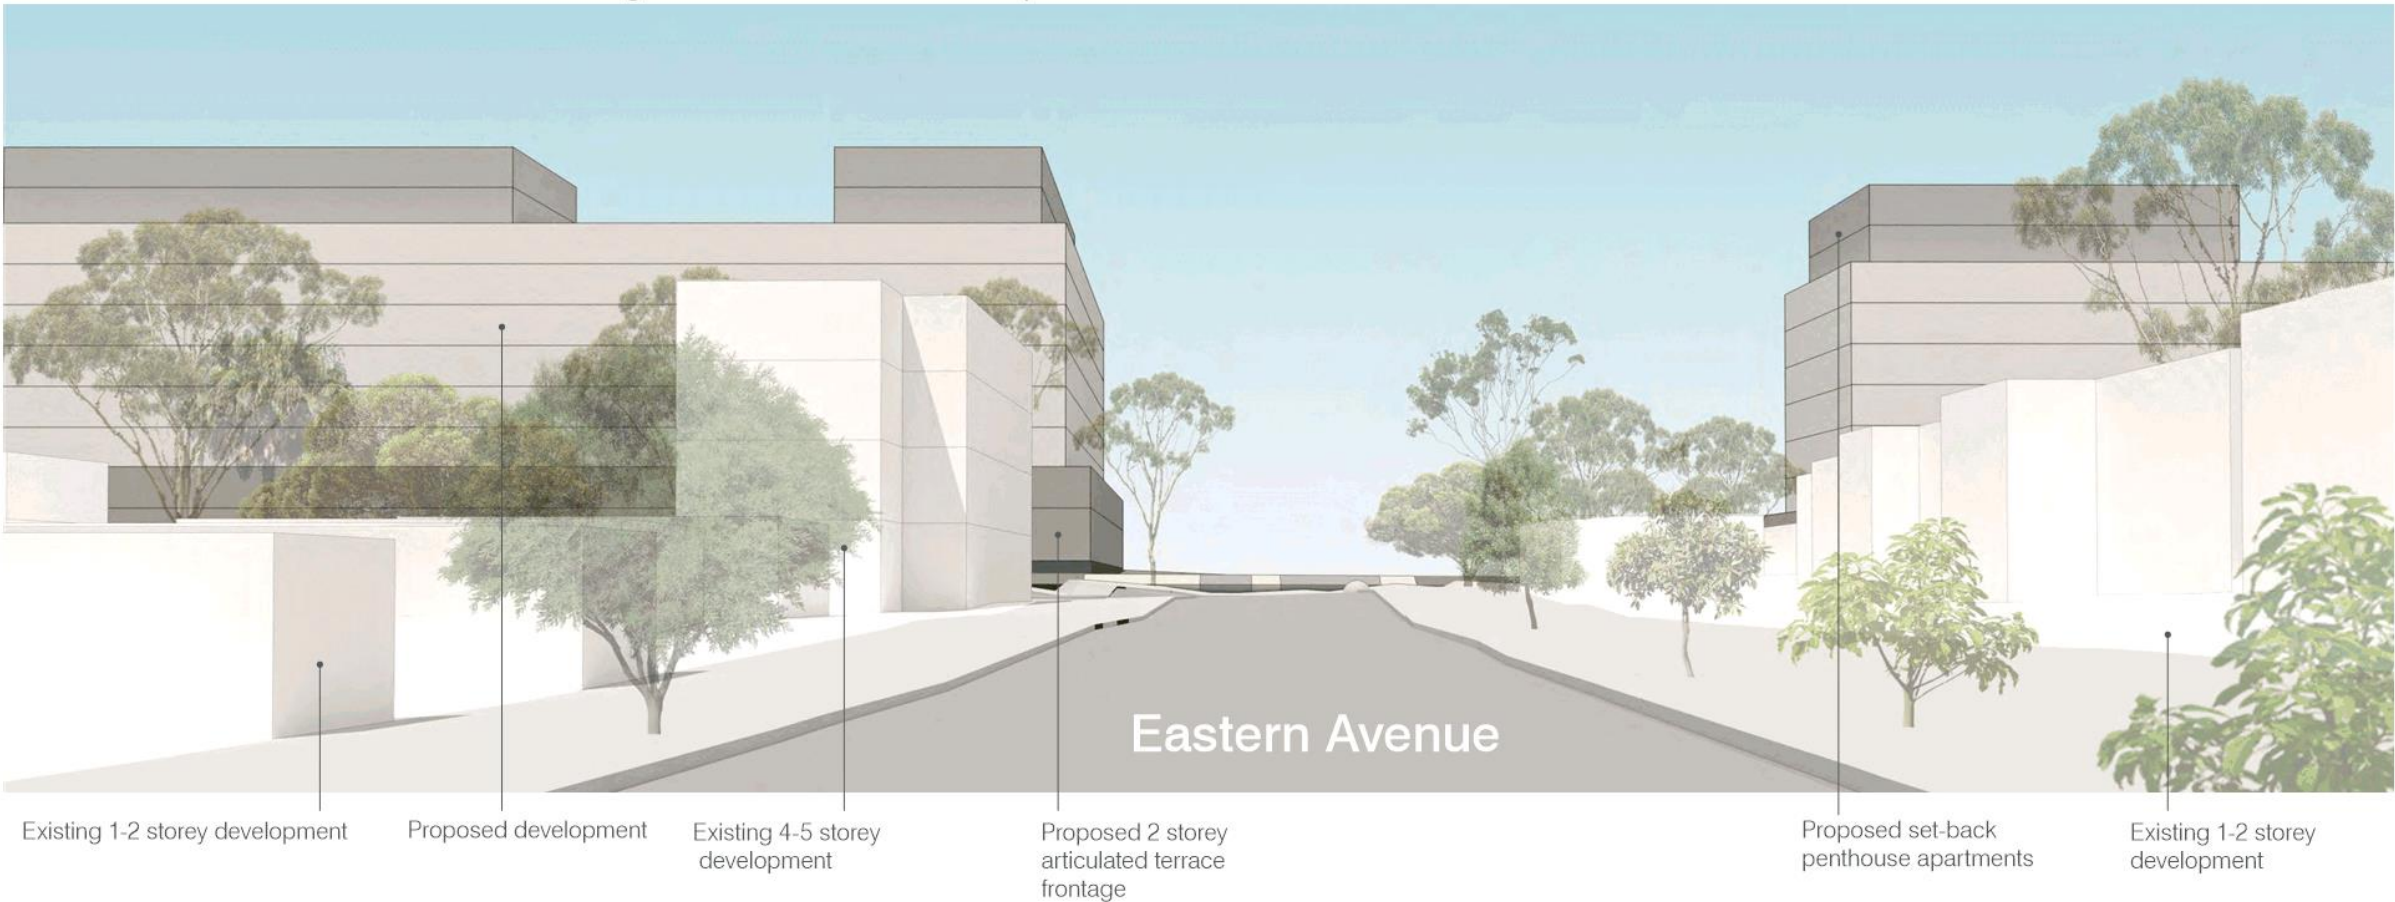 Eastern Avenue
Existing 1-2 storey development
Proposed development
Existing 4-5 storey
development
Proposed 2 storey
articulated terrace
frontage
Proposed set-back
penthouse apartments
Existing 1-2 storey
development